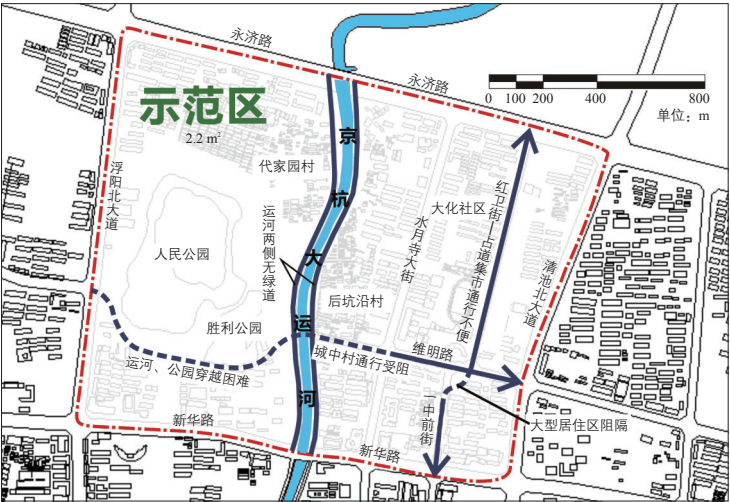 永济路
永济路
0 100 200 400 800
单位：m
示范区
2.2 m²
京杭大运河
代家园村
浮阳北大道
运河两侧无绿道
人民公园
大化社区
水月寺大街
红卫街—占道集市通行不便
清池北大道
后坑沿村
胜利公园
城中村通行受阻
维明路
运河、公园穿越困难
一中前街
大型居住区阻隔
新华路
新华路